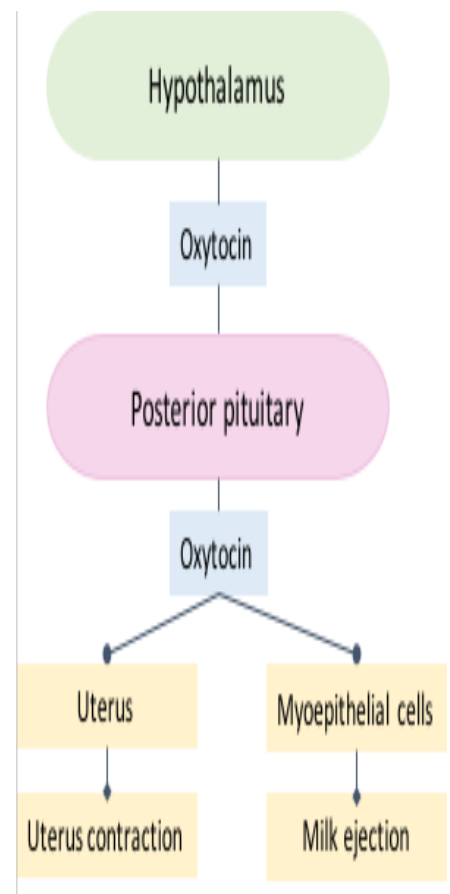 Hypothalamus
Oxytocin
Posterior pituitary
Oxytocin
Uterus
Myoepithelial cells
Uterus contraction
Milk ejection